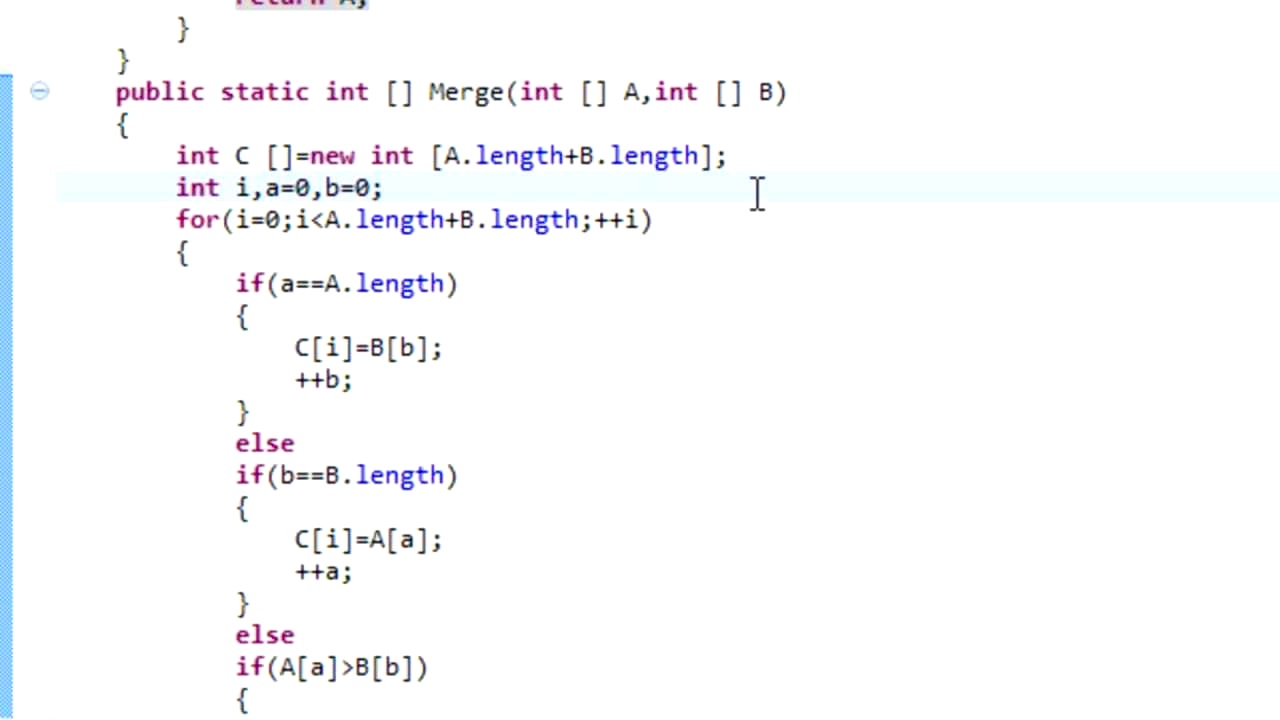 return A;
}
}
public static int [] Merge(int [] A,int [] B)
{
int C []=new int [A.length+B.length];
int i,a=0,b=0;
for(i=0;i<A.length+B.length;++i)
{
if(a==A.length)
{
C[i]=B[b];
++b;
}
else
if(b==B.length)
{
C[i]=A[a];
++a;
}
else
if(A[a]>B[b])
{